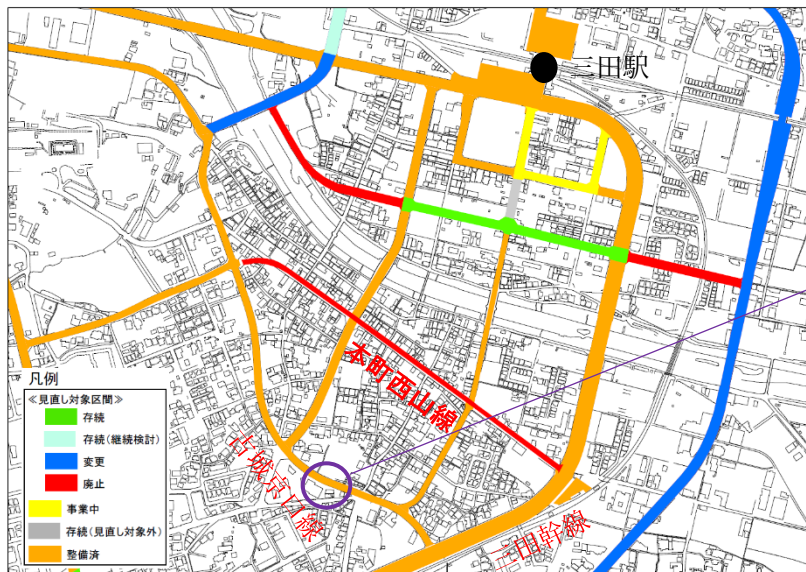 三田駅
本町西山線
古城京口線
三田幹線
凡例
≪見直し対象区間≫
存続
存続(継続検討)
変更
廃止
事業中
存続(見直し対象外)
整備済